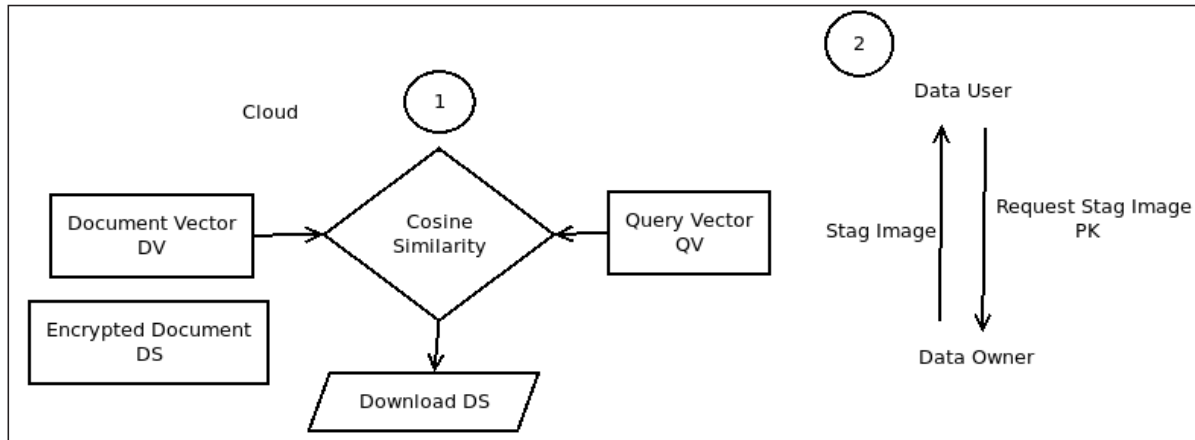 1
Cloud
Document Vector
DV
Cosine
Similarity
Query Vector
QV
Encrypted Document
DS
Download DS
2
Data User
Stag Image
Request Stag Image
PK
Data Owner